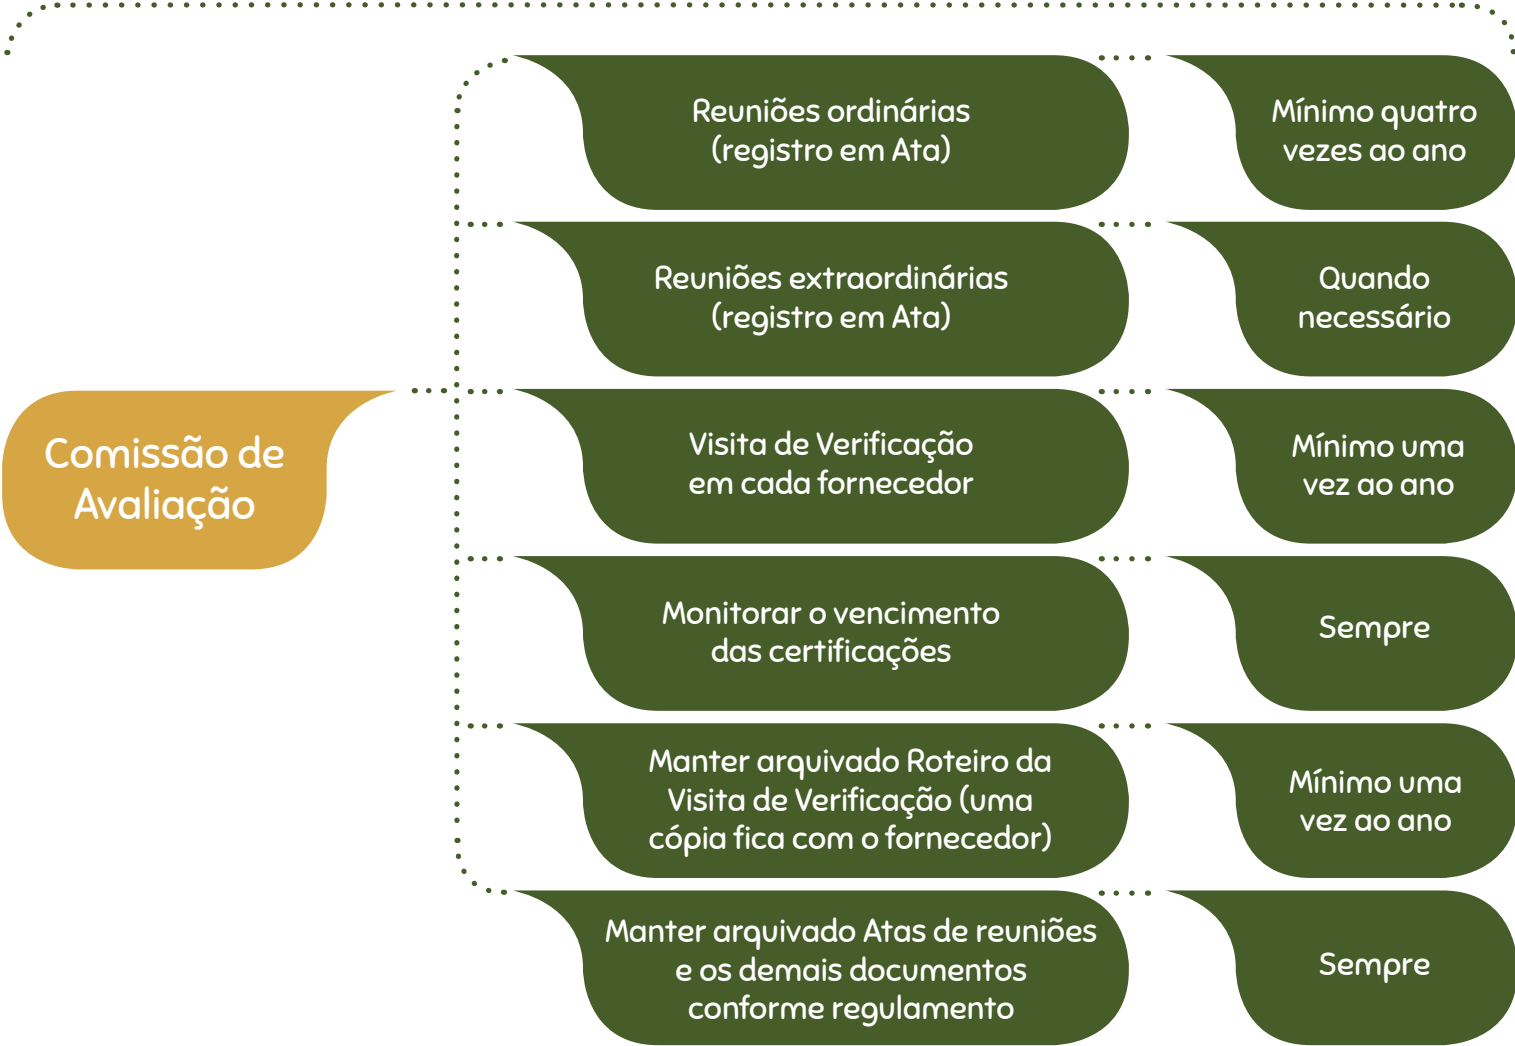 Comissão de
Avaliação
Reuniões ordinárias
(registro em Ata)
Mínimo quatro
vezes ao ano
Reuniões extraordinárias
(registro em Ata)
Quando
necessário
Visita de Verificação
em cada fornecedor
Mínimo uma
vez ao ano
Monitorar o vencimento
das certificações
Sempre
Manter arquivado Roteiro da
Visita de Verificação (uma
cópia fica com o fornecedor)
Mínimo uma
vez ao ano
Manter arquivado Atas de reuniões
e os demais documentos
conforme regulamento
Sempre